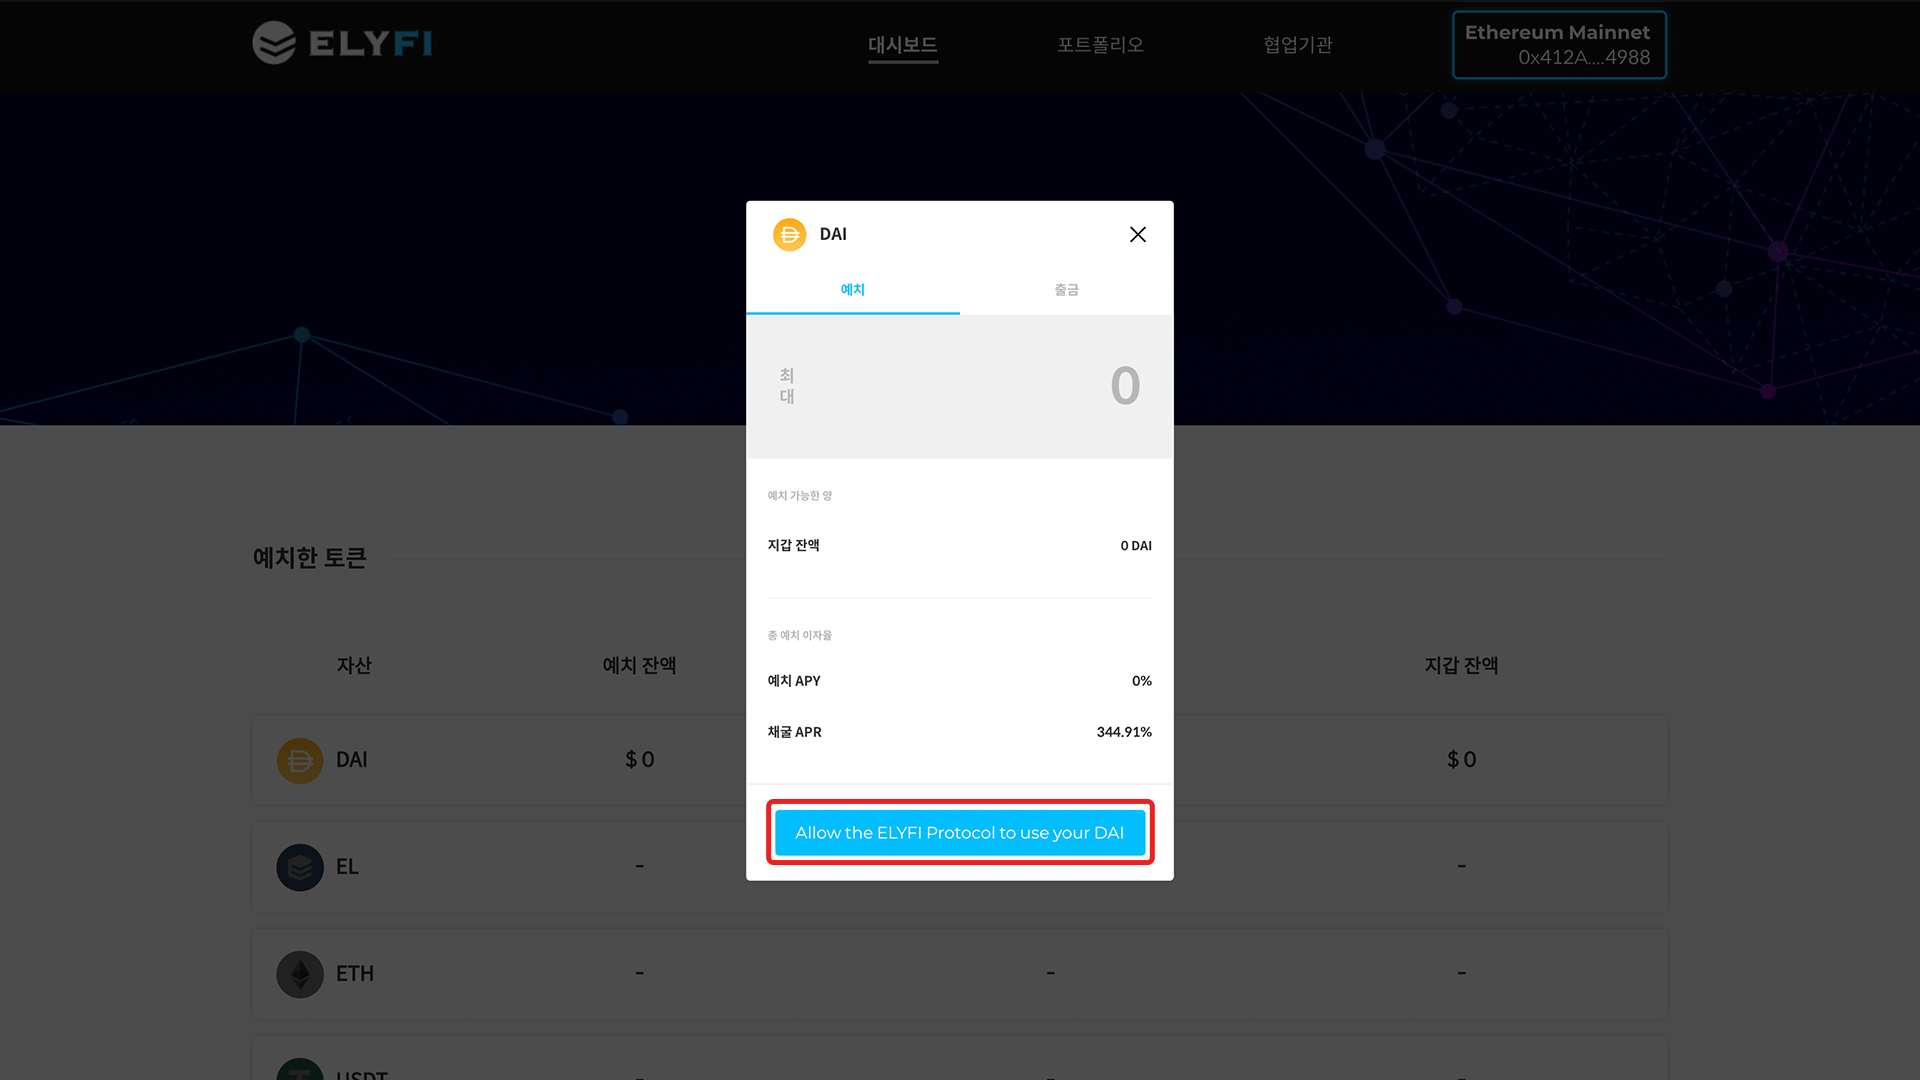 ELYFI
대시보드
포트폴리오
협업기관
Ethereum Mainnet
0x412A....4988
DAI
예치
출금
최
대
0
예치 가능한 양
지갑 잔액
0 DAI
총 예치 이자율
예치 APY
0%
채굴 APR
344.91%
Allow the ELYFI Protocol to use your DAI
예치한 토큰
자산
예치 잔액
지갑 잔액
DAI
$ 0
$ 0
EL
-
-
ETH
-
-
-
USDT
-
-
-